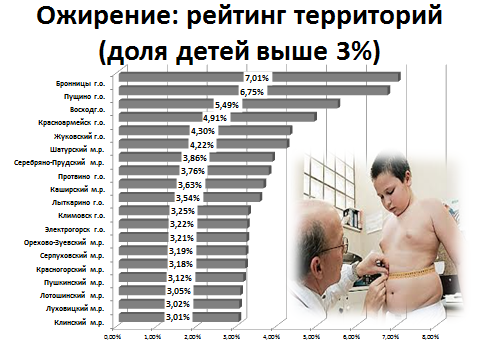 Ожирение: рейтинг территорий
(доля детей выше 3%)
Бронницы г.о. 7,01%
Пущино г.о. 6,75%
Восходг.о. 5,49%
Красноармейск г.о. 4,91%
Жуковский г.о. 4,30%
Шатурский м.р. 4,22%
Серебряно-Прудский м.р. 3,86%
Протвино г.о. 3,76%
Каширский м.р. 3,63%
Лыткарино г.о. 3,54%
Климовск г.о. 3,25%
Электрогорск г.о. 3,22%
Орехово-Зуевский м.р. 3,21%
Серпуховский м.р. 3,19%
Красногорский м.р. 3,18%
Пушкинский м.р. 3,12%
Лотошинский м.р. 3,05%
Луховицкий м.р. 3,02%
Клинский м.р. 3,01%
0,00% 1,00% 2,00% 3,00% 4,00% 5,00% 6,00% 7,00% 8,00%